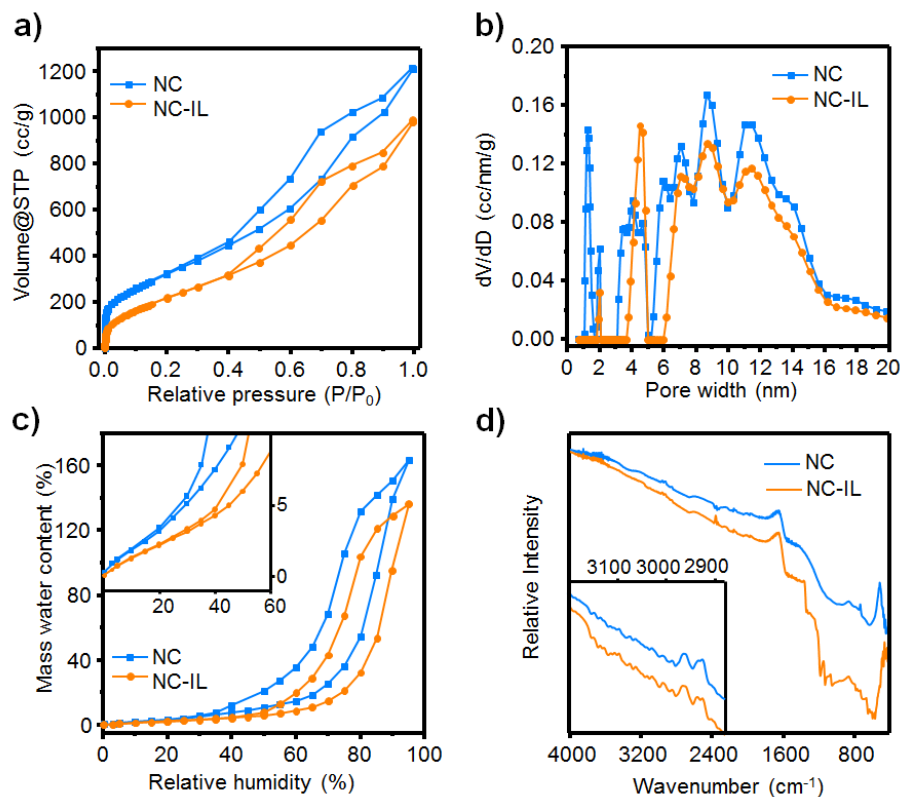 a)
Volume@STP (cc/g)
1200
1000
800
600
400
200
0
NC
NC-IL
0.0 0.2 0.4 0.6 0.8 1.0
Relative pressure (P/P₀)
b)
dV/dD (cc/nm/g)
0.20
0.16
0.12
0.08
0.04
0.00
NC
NC-IL
0 2 4 6 8 10 12 14 16 18 20
Pore width (nm)
c)
Mass water content (%)
160
120
80
40
0
5
0
20 40 60
NC
NC-IL
0 20 40 60 80 100
Relative humidity (%)
d)
Relative Intensity
NC
NC-IL
3100 3000 2900
4000 3200 2400 1600 800
Wavenumber (cm⁻¹)